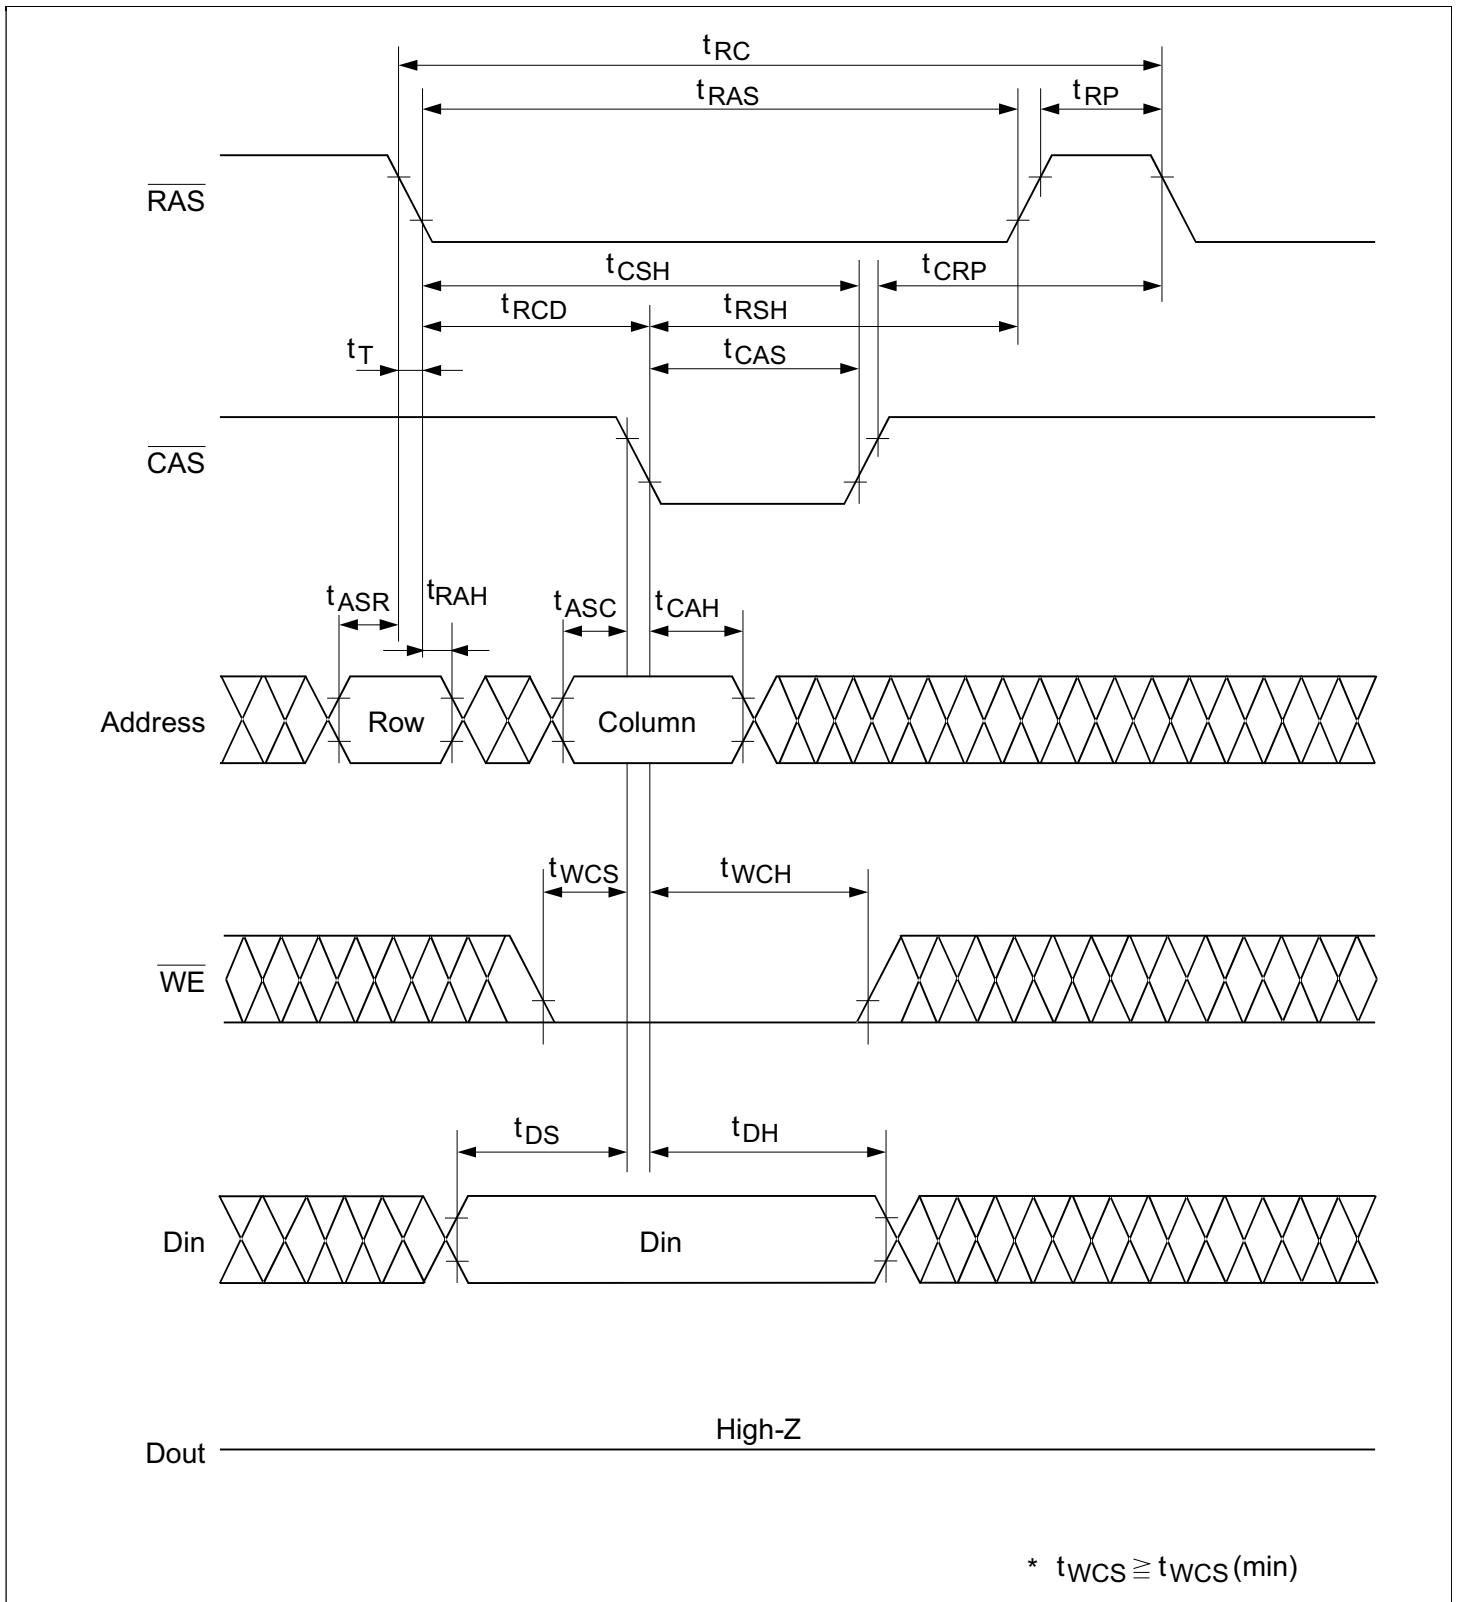 tRC
tRAS
tRP
RAS
tCSH
tCRP
tRCD
tRSH
tT
tCAS
CAS
tASR
tRAH
tASC
tCAH
Address
Row
Column
tWCS
tWCH
WE
tDS
tDH
Din
Din
High-Z
Dout
* tWCS ≧ tWCS (min)